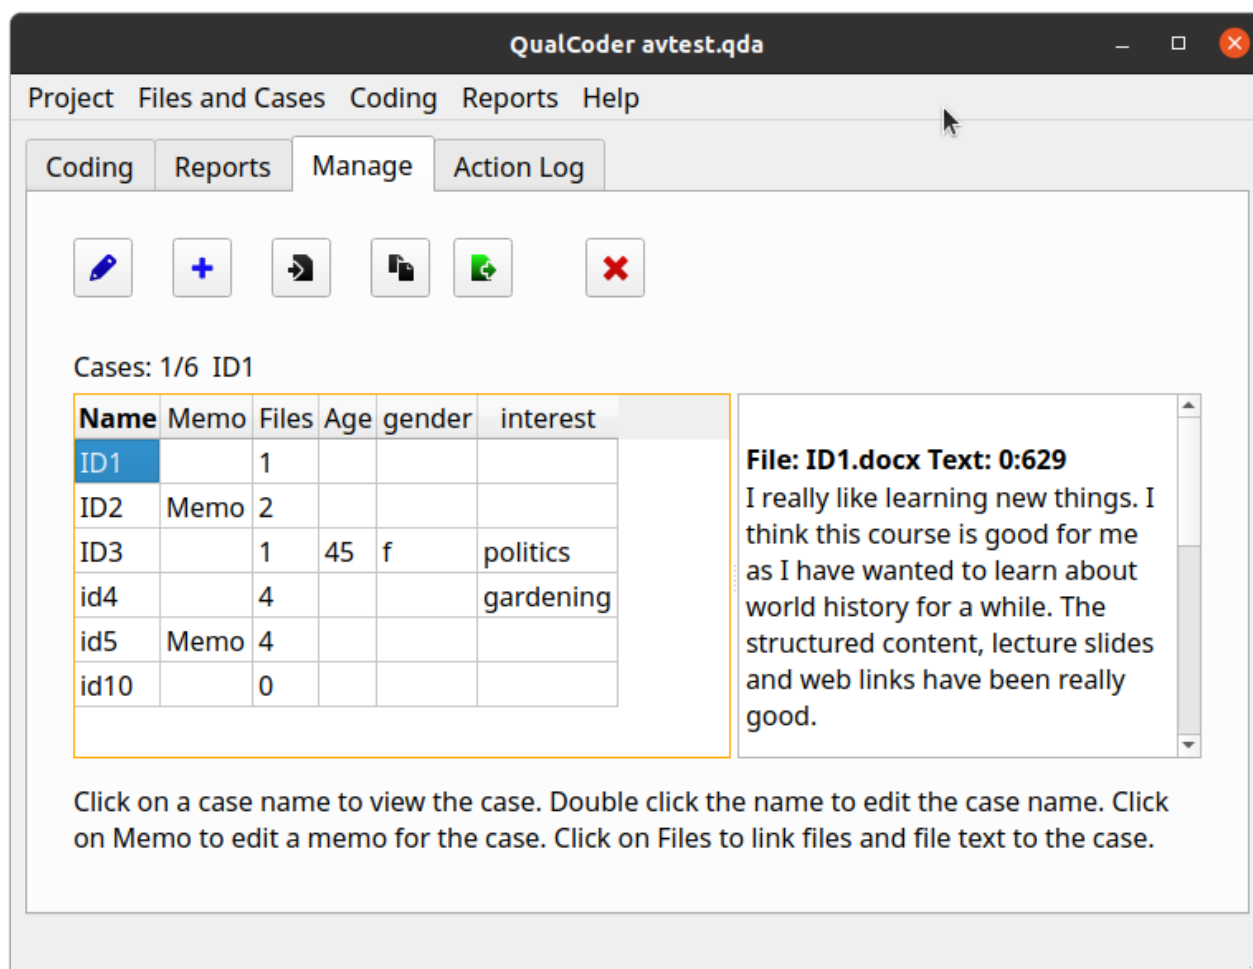 QualCoder avtest.qda
Project Files and Cases Coding Reports Help
Coding Reports Manage Action Log
Cases: 1/6 ID1
Name Memo Files Age gender interest
ID1 1
ID2 Memo 2
ID3 1 45 f politics
id4 4 gardening
id5 Memo 4
id10 0
File: ID1.docx Text: 0:629
I really like learning new things. I
think this course is good for me
as I have wanted to learn about
world history for a while. The
structured content, lecture slides
and web links have been really
good.
Click on a case name to view the case. Double click the name to edit the case name. Click
on Memo to edit a memo for the case. Click on Files to link files and file text to the case.